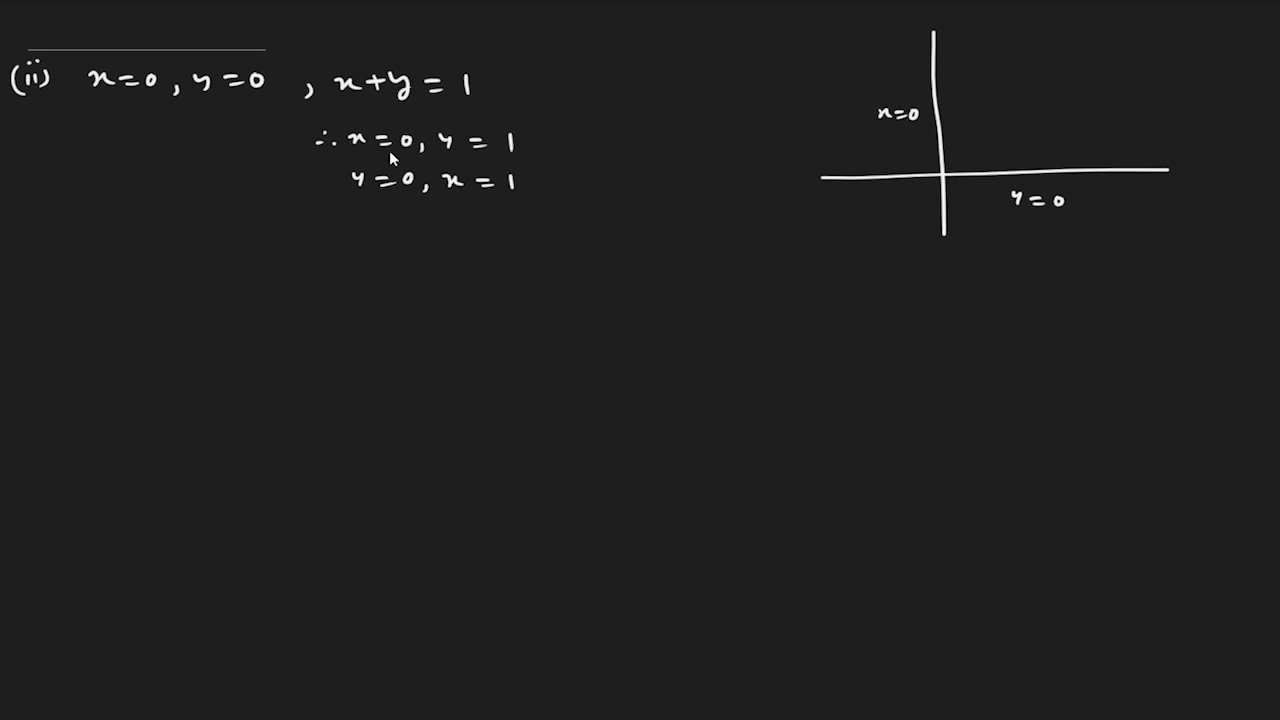 (ii) x=0, y=0, x+y=1
∴ x=0, y=1
y=0, x=1
x=0
y=0